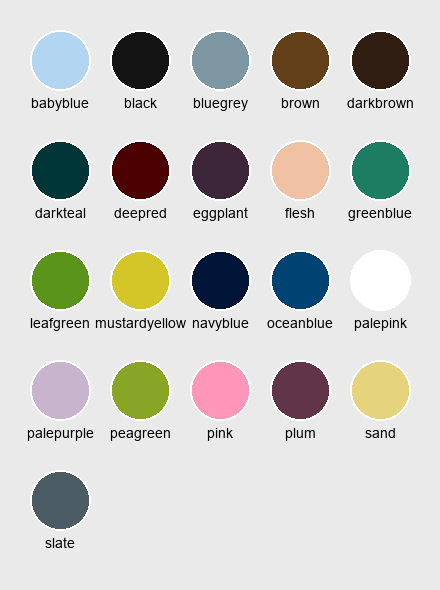 babyblue black bluegrey brown darkbrown
darkteal deepred eggplant flesh greenblue
leafgreen mustardyellow navyblue oceanblue palepink
palepurple peagreen pink plum sand
slate